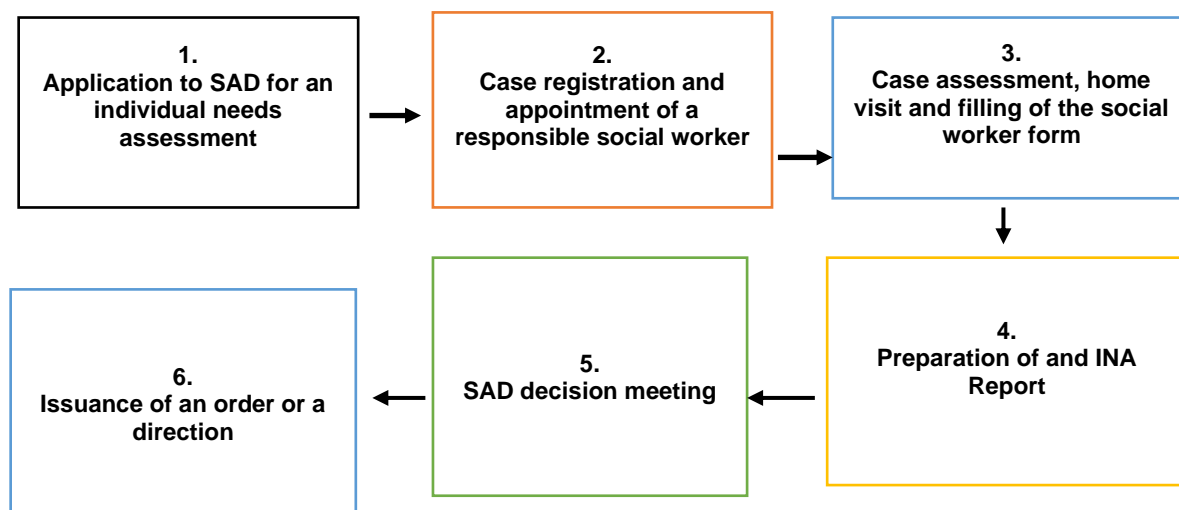 1.
Application to SAD for an
individual needs
assessment
2.
Case registration and
appointment of a
responsible social worker
3.
Case assessment, home
visit and filling of the social
worker form
4.
Preparation of and INA
Report
5.
SAD decision meeting
6.
Issuance of an order or a
direction